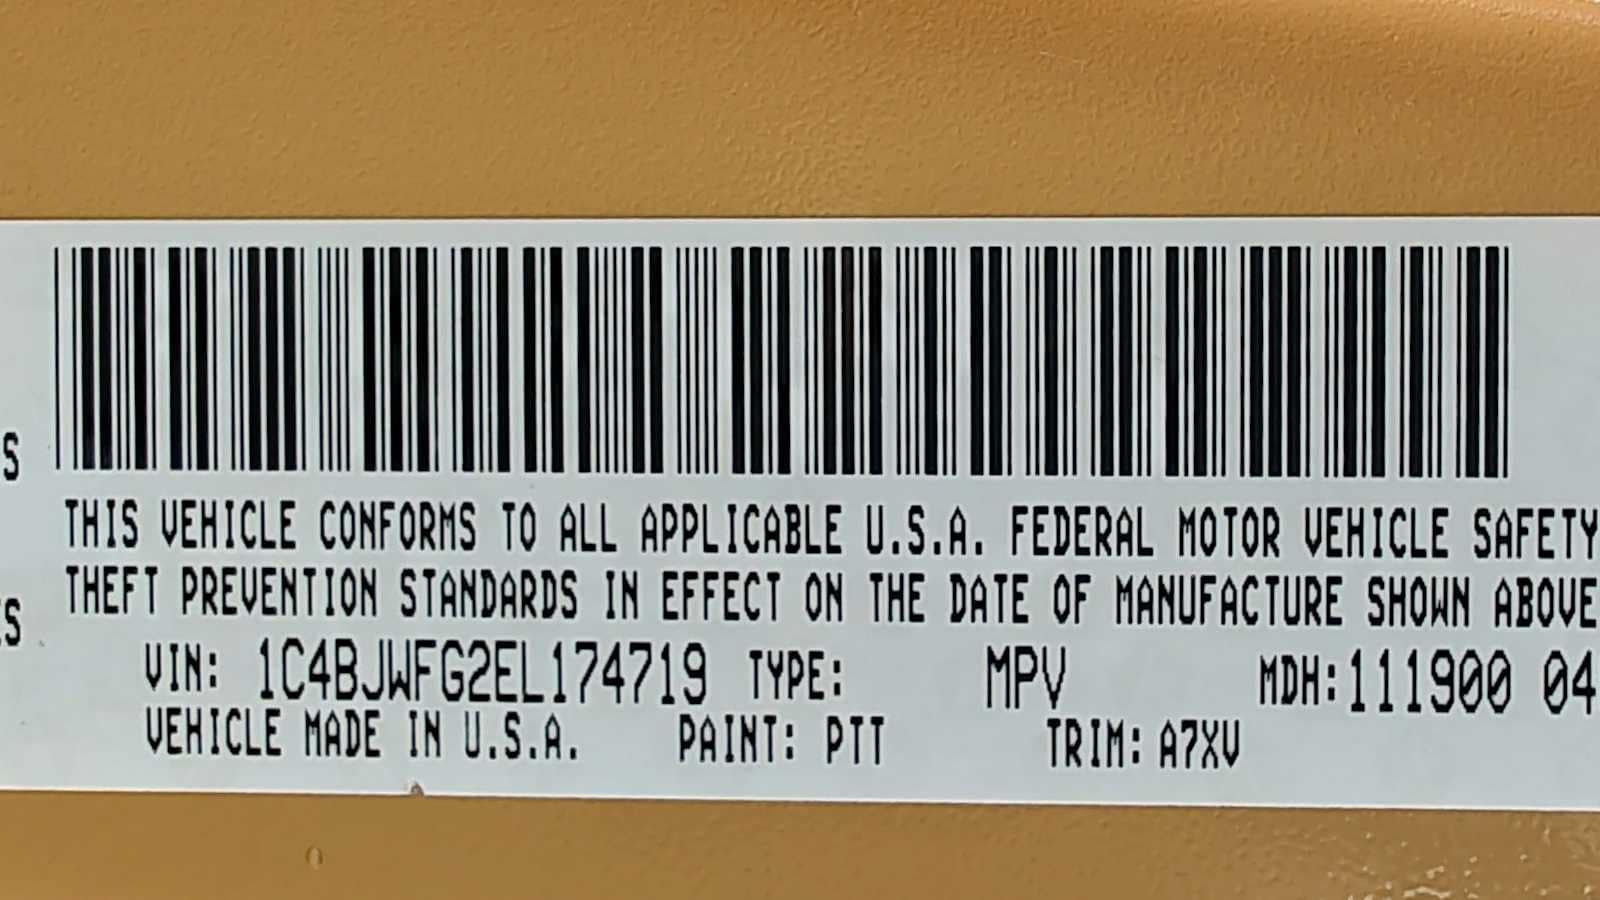 S
THIS VEHICLE CONFORMS TO ALL APPLICABLE U.S.A. FEDERAL MOTOR VEHICLE SAFETY
THEFT PREVENTION STANDARDS IN EFFECT ON THE DATE OF MANUFACTURE SHOWN ABOVE
ES
VIN: 1C4BJWFG2EL174719 TYPE: MPV MDH:111900 04
VEHICLE MADE IN U.S.A. PAINT: PTT TRIM: A7XV